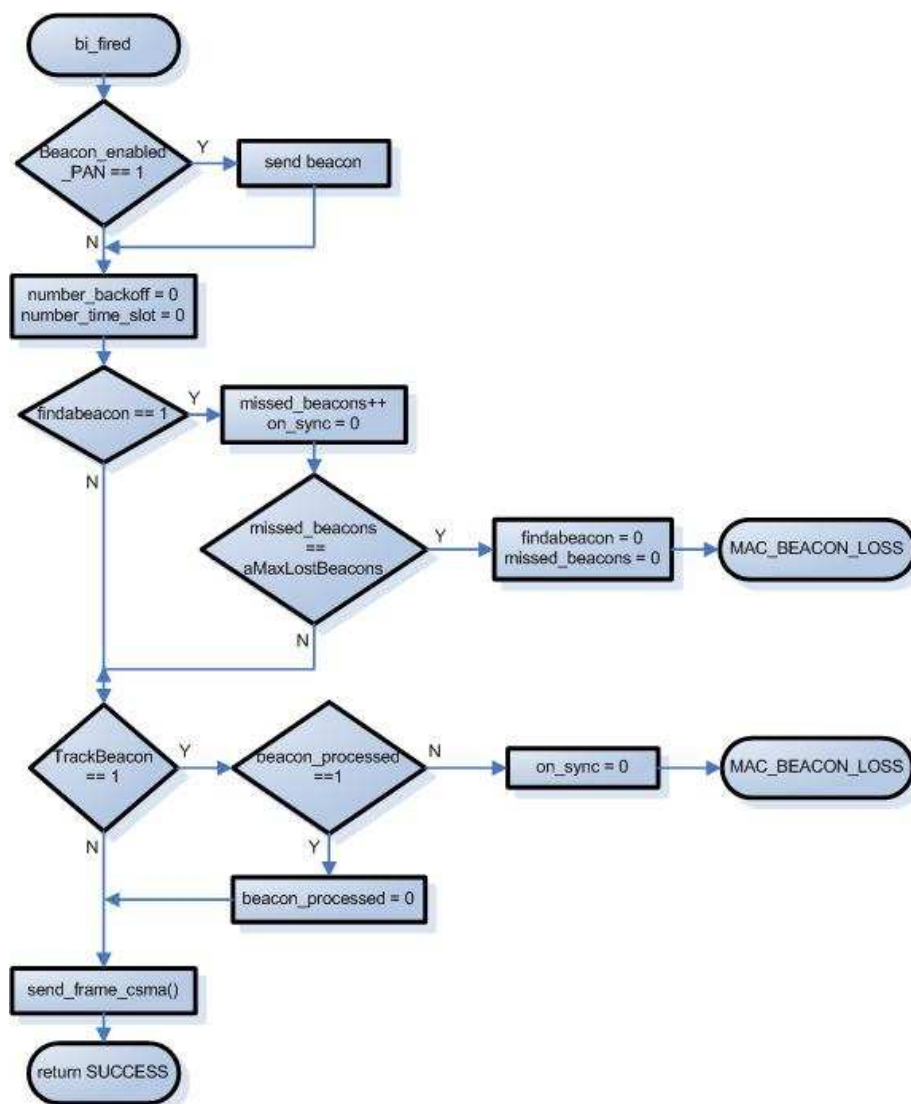 bi_fired
Beacon_enabled
_PAN == 1
Y
send beacon
N
number_backoff = 0
number_time_slot = 0
findabeacon == 1
Y
missed_beacons++
on_sync = 0
N
missed_beacons
==
aMaxLostBeacons
Y
findabeacon = 0
missed_beacons = 0
MAC_BEACON_LOSS
N
TrackBeacon
== 1
Y
beacon_processed
==1
N
on_sync = 0
MAC_BEACON_LOSS
N
Y
beacon_processed = 0
send_frame_csma()
return SUCCESS